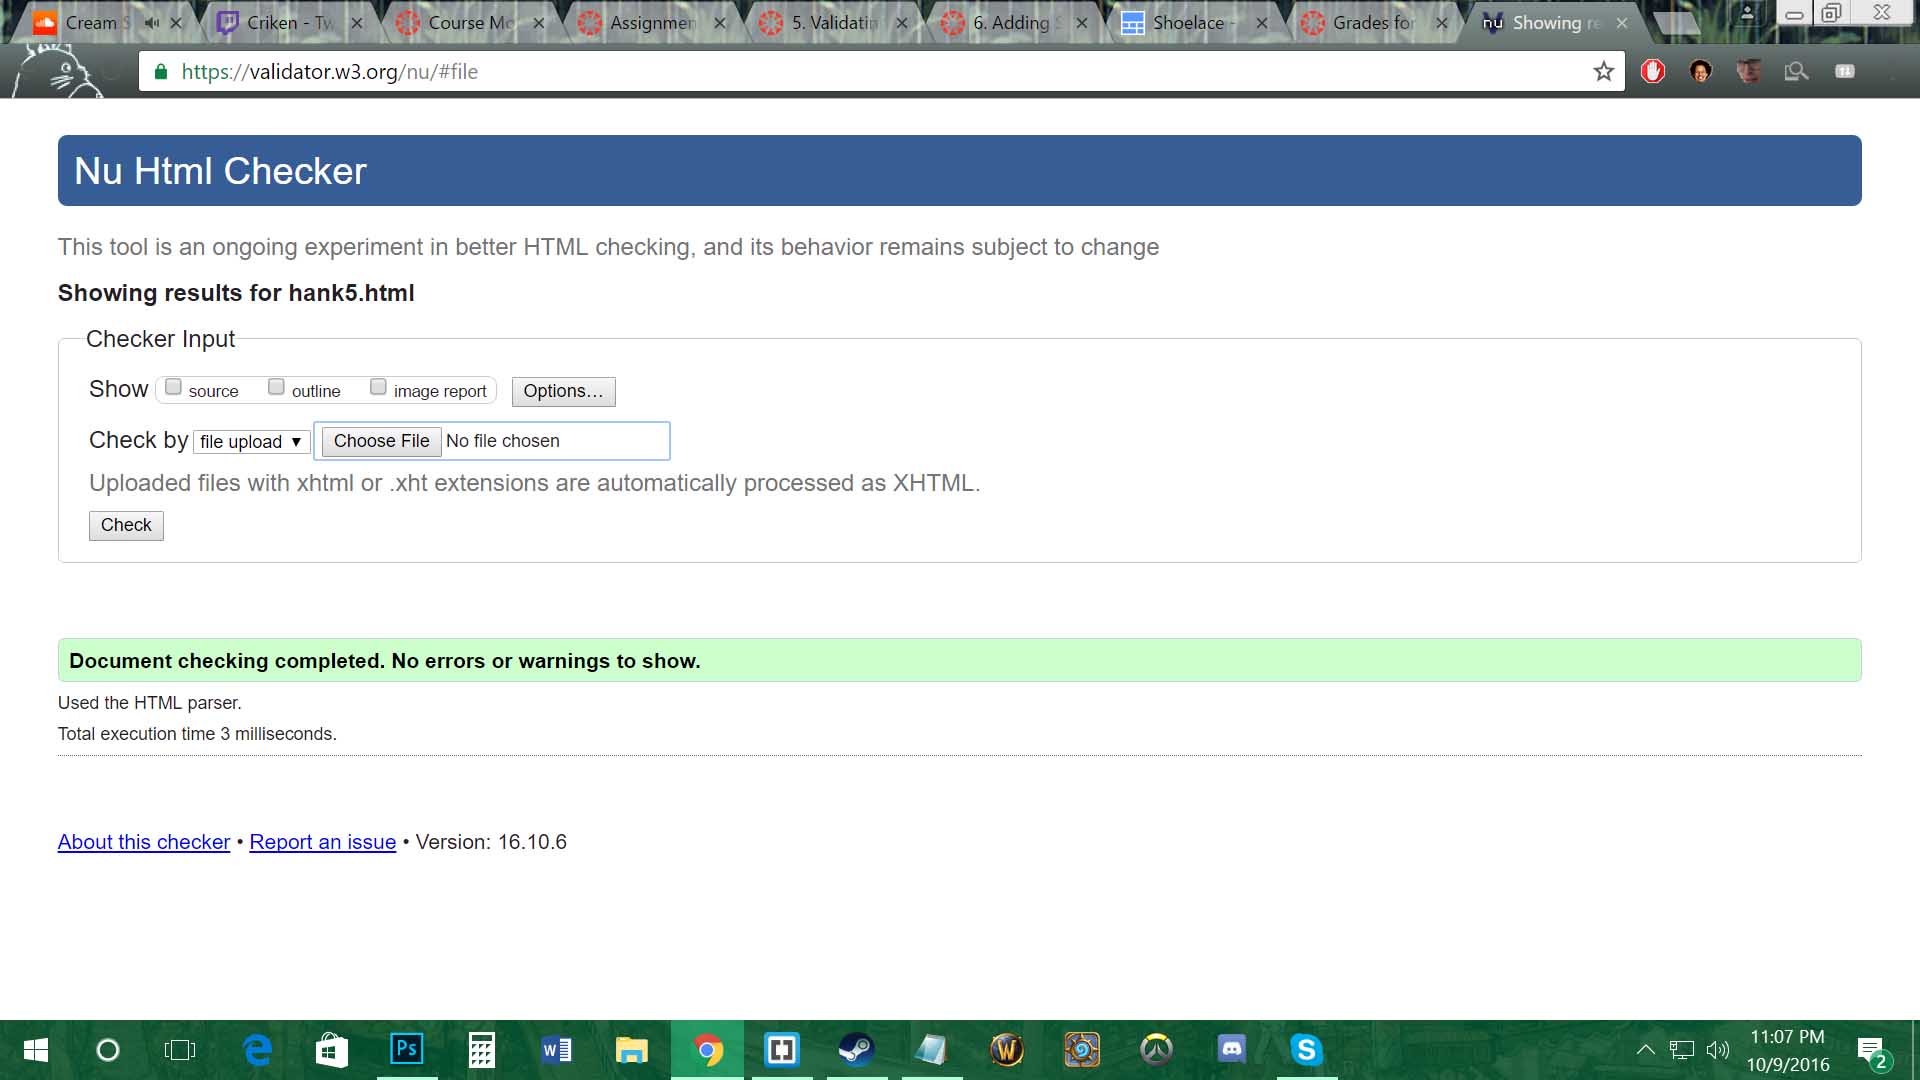 Cream S
Criken - Tw
Course Mo
Assignmen
5. Validatin
6. Adding S
Shoelace -
Grades for
nu Showing re
https://validator.w3.org/nu/#file
Nu Html Checker
This tool is an ongoing experiment in better HTML checking, and its behavior remains subject to change
Showing results for hank5.html
Checker Input
Show source outline image report Options...
Check by file upload Choose File No file chosen
Uploaded files with xhtml or .xht extensions are automatically processed as XHTML.
Check
Document checking completed. No errors or warnings to show.
Used the HTML parser.
Total execution time 3 milliseconds.
About this checker • Report an issue • Version: 16.10.6
Ps
W
S
11:07 PM
10/9/2016
2